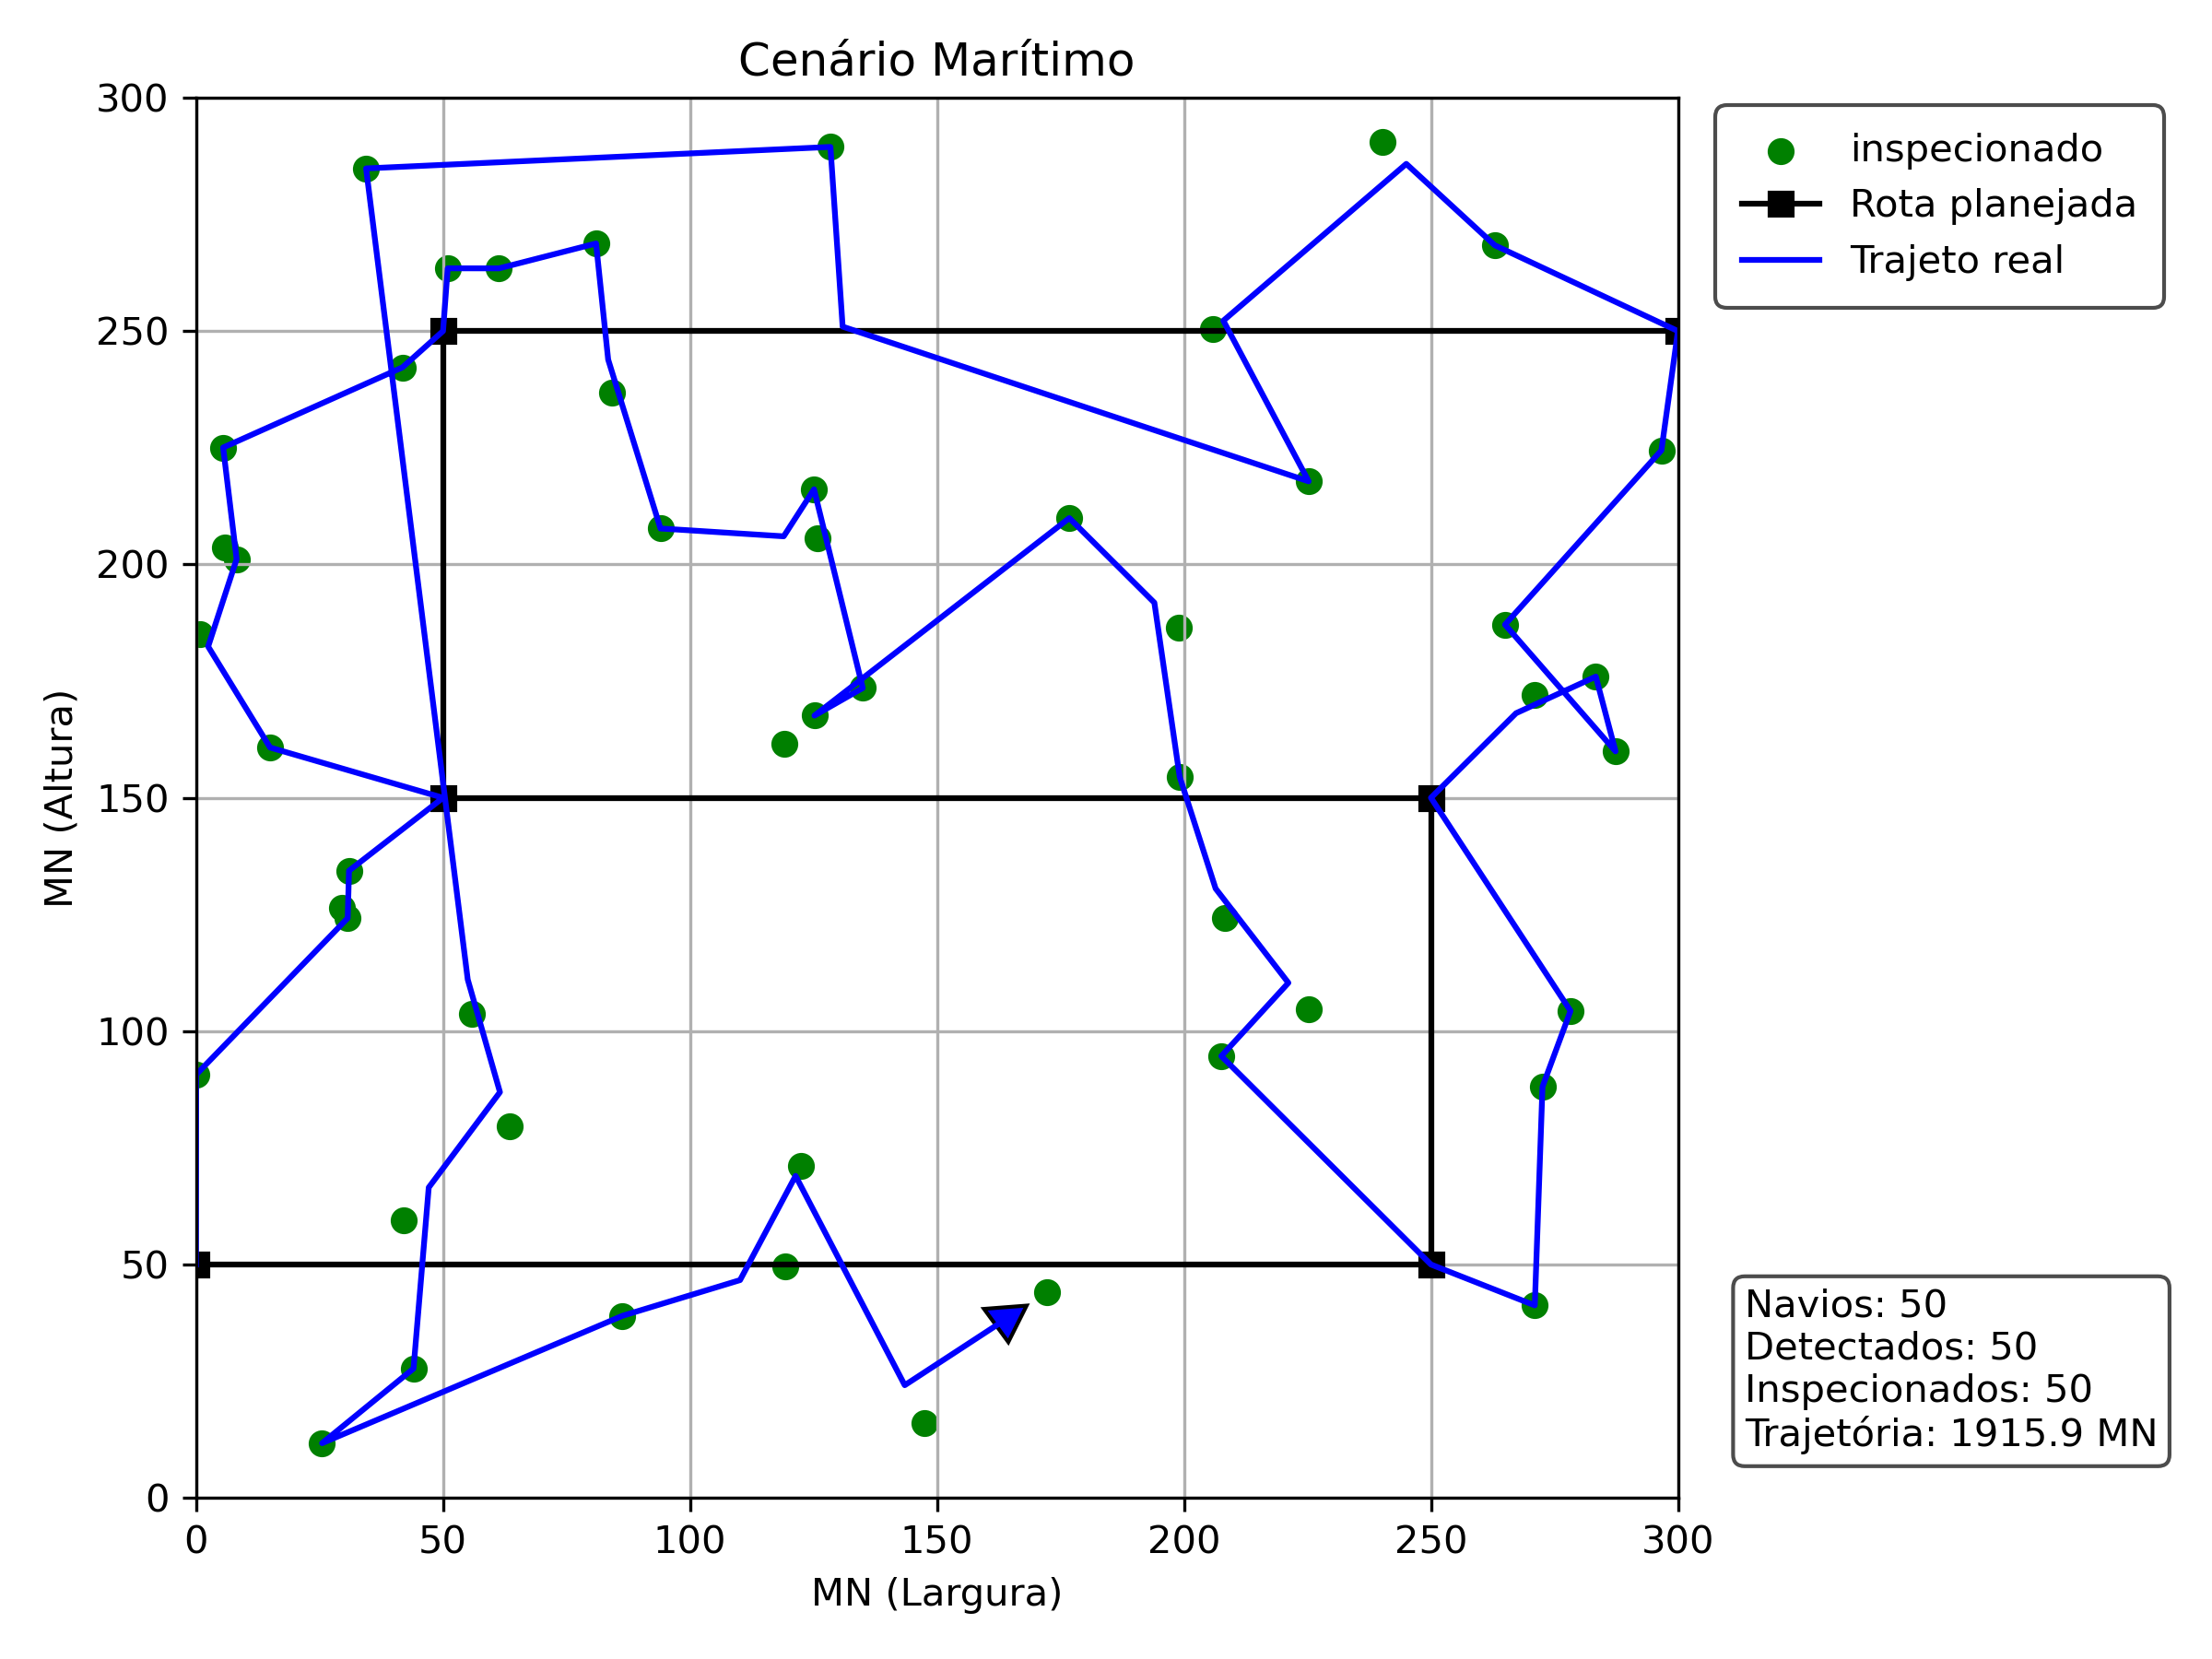 Cenário Marítimo
300
250
200
150
100
50
0
MN (Altura)
0 50 100 150 200 250 300
MN (Largura)
inspecionado
Rota planejada
Trajeto real
Navios: 50
Detectados: 50
Inspecionados: 50
Trajetória: 1915.9 MN